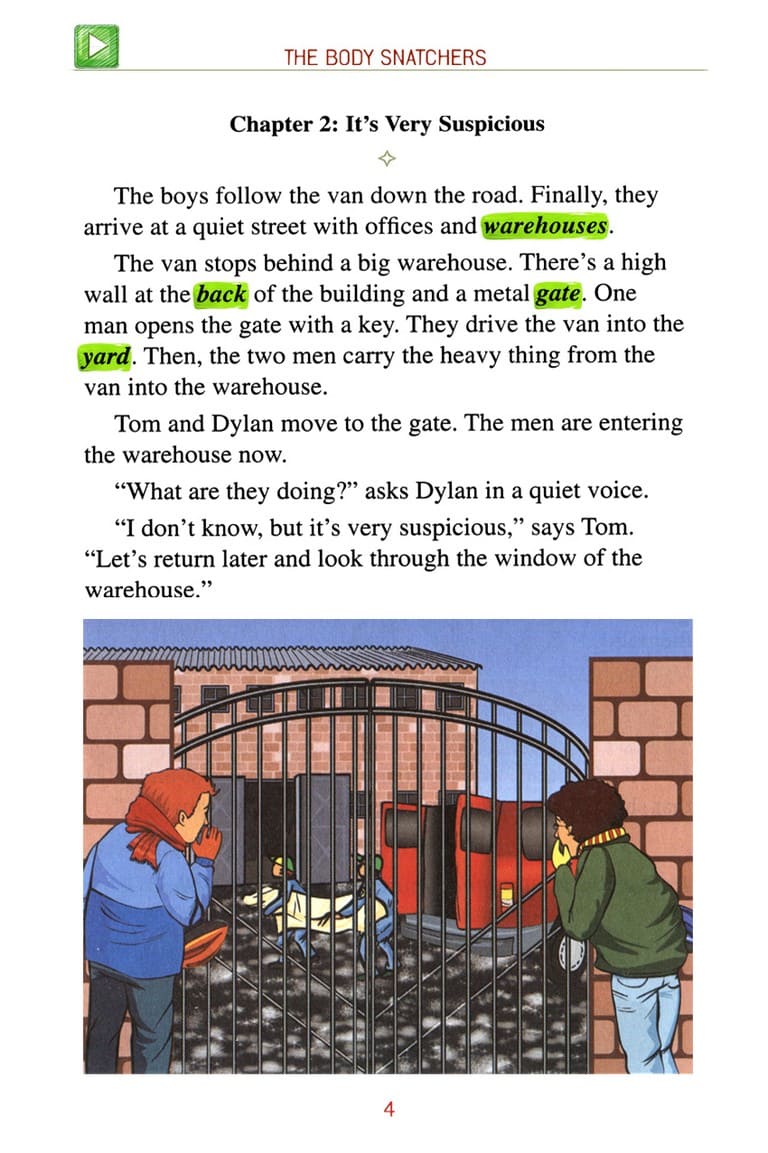 THE BODY SNATCHERS
Chapter 2: It's Very Suspicious
The boys follow the van down the road. Finally, they
arrive at a quiet street with offices and warehouses.
The van stops behind a big warehouse. There's a high
wall at the back of the building and a metal gate. One
man opens the gate with a key. They drive the van into the
yard. Then, the two men carry the heavy thing from the
van into the warehouse.
Tom and Dylan move to the gate. The men are entering
the warehouse now.
“What are they doing?” asks Dylan in a quiet voice.
“I don't know, but it's very suspicious,” says Tom.
“Let's return later and look through the window of the
warehouse.”
4